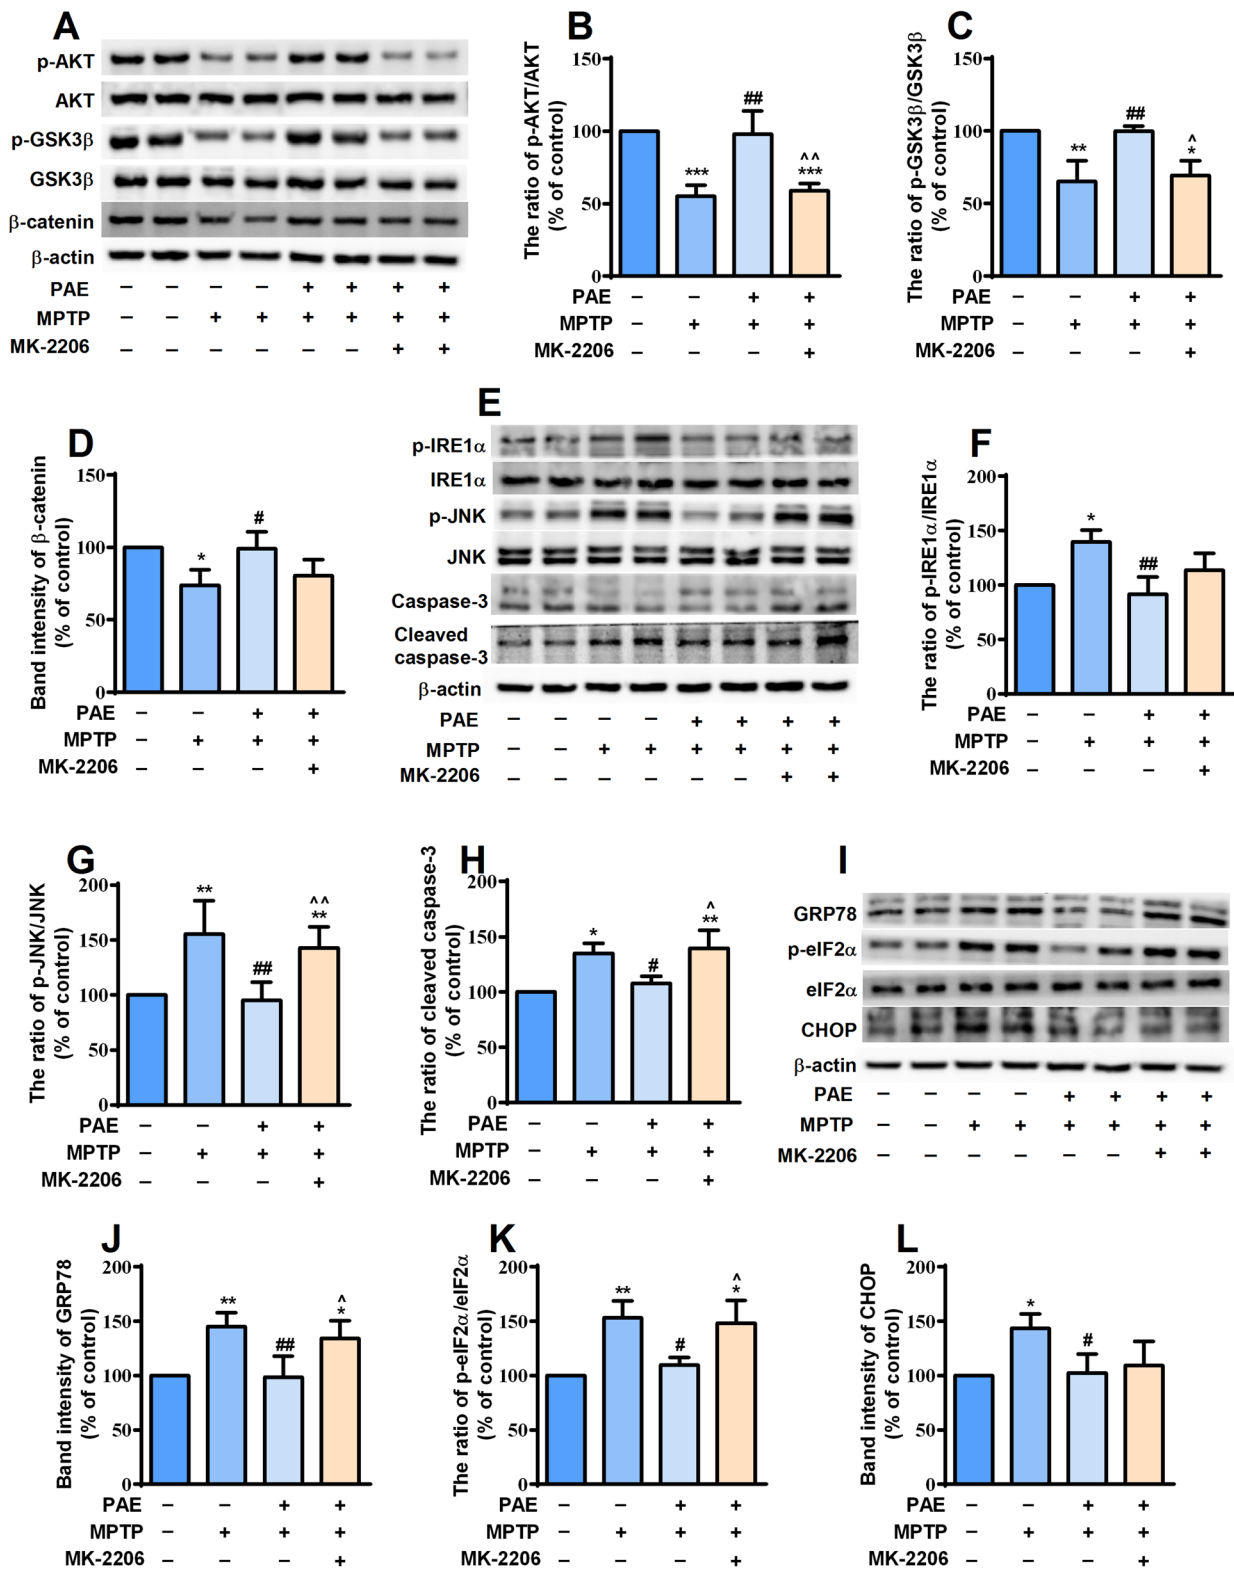 A
p-AKT
AKT
p-GSK3β
GSK3β
β-catenin
β-actin
PAE − − − − + + + +
MPTP − − + + + + + +
MK-2206 − − − − − − + +
B
The ratio of p-AKT/AKT
(% of control)
150
100
50
0
***
##
^^
***
PAE − − + +
MPTP − + + +
MK-2206 − − − +
C
The ratio of p-GSK3β/GSK3β
(% of control)
150
100
50
0
**
##
^
*
PAE − − + +
MPTP − + + +
MK-2206 − − − +
D
Band intensity of β-catenin
(% of control)
150
100
50
0
*
#
PAE − − + +
MPTP − + + +
MK-2206 − − − +
E
p-IRE1α
IRE1α
p-JNK
JNK
Caspase-3
Cleaved
caspase-3
β-actin
PAE − − − − + + + +
MPTP − − + + + + + +
MK-2206 − − − − − − + +
F
The ratio of p-IRE1α/IRE1α
(% of control)
200
150
100
50
0
*
##
PAE − − + +
MPTP − + + +
MK-2206 − − − +
G
The ratio of p-JNK/JNK
(% of control)
200
150
100
50
0
**
##
^^
**
PAE − − + +
MPTP − + + +
MK-2206 − − − +
H
The ratio of cleaved caspase-3
(% of control)
200
150
100
50
0
*
#
^
**
PAE − − + +
MPTP − + + +
MK-2206 − − − +
I
GRP78
p-eIF2α
eIF2α
CHOP
β-actin
PAE − − − − + + + +
MPTP − − + + + + + +
MK-2206 − − − − − − + +
J
Band intensity of GRP78
(% of control)
200
150
100
50
0
**
##
^
*
PAE − − + +
MPTP − + + +
MK-2206 − − − +
K
The ratio of p-eIF2α/eIF2α
(% of control)
200
150
100
50
0
**
#
^
*
PAE − − + +
MPTP − + + +
MK-2206 − − − +
L
Band intensity of CHOP
(% of control)
200
150
100
50
0
*
#
PAE − − + +
MPTP − + + +
MK-2206 − − − +